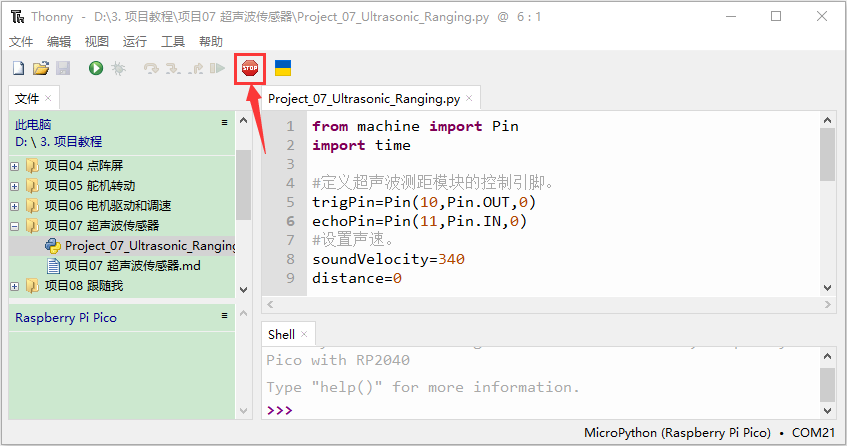 Thonny - D:\3. 项目教程\项目07 超声波传感器\Project_07_Ultrasonic_Ranging.py @ 6 : 1
文件 编辑 视图 运行 工具 帮助
STOP
文件 ×
此电脑
D: \ 3. 项目教程
项目04 点阵屏
项目05 舵机转动
项目06 电机驱动和调速
项目07 超声波传感器
Project_07_Ultrasonic_Ranging
项目07 超声波传感器.md
项目08 跟随我
Raspberry Pi Pico
Project_07_Ultrasonic_Ranging.py ×
1 from machine import Pin
2 import time
3
4 #定义超声波测距模块的控制引脚。
5 trigPin=Pin(10,Pin.OUT,0)
6 echoPin=Pin(11,Pin.IN,0)
7 #设置声速。
8 soundVelocity=340
9 distance=0
Shell ×
Pico with RP2040
Type "help()" for more information.
>>>
MicroPython (Raspberry Pi Pico) • COM21